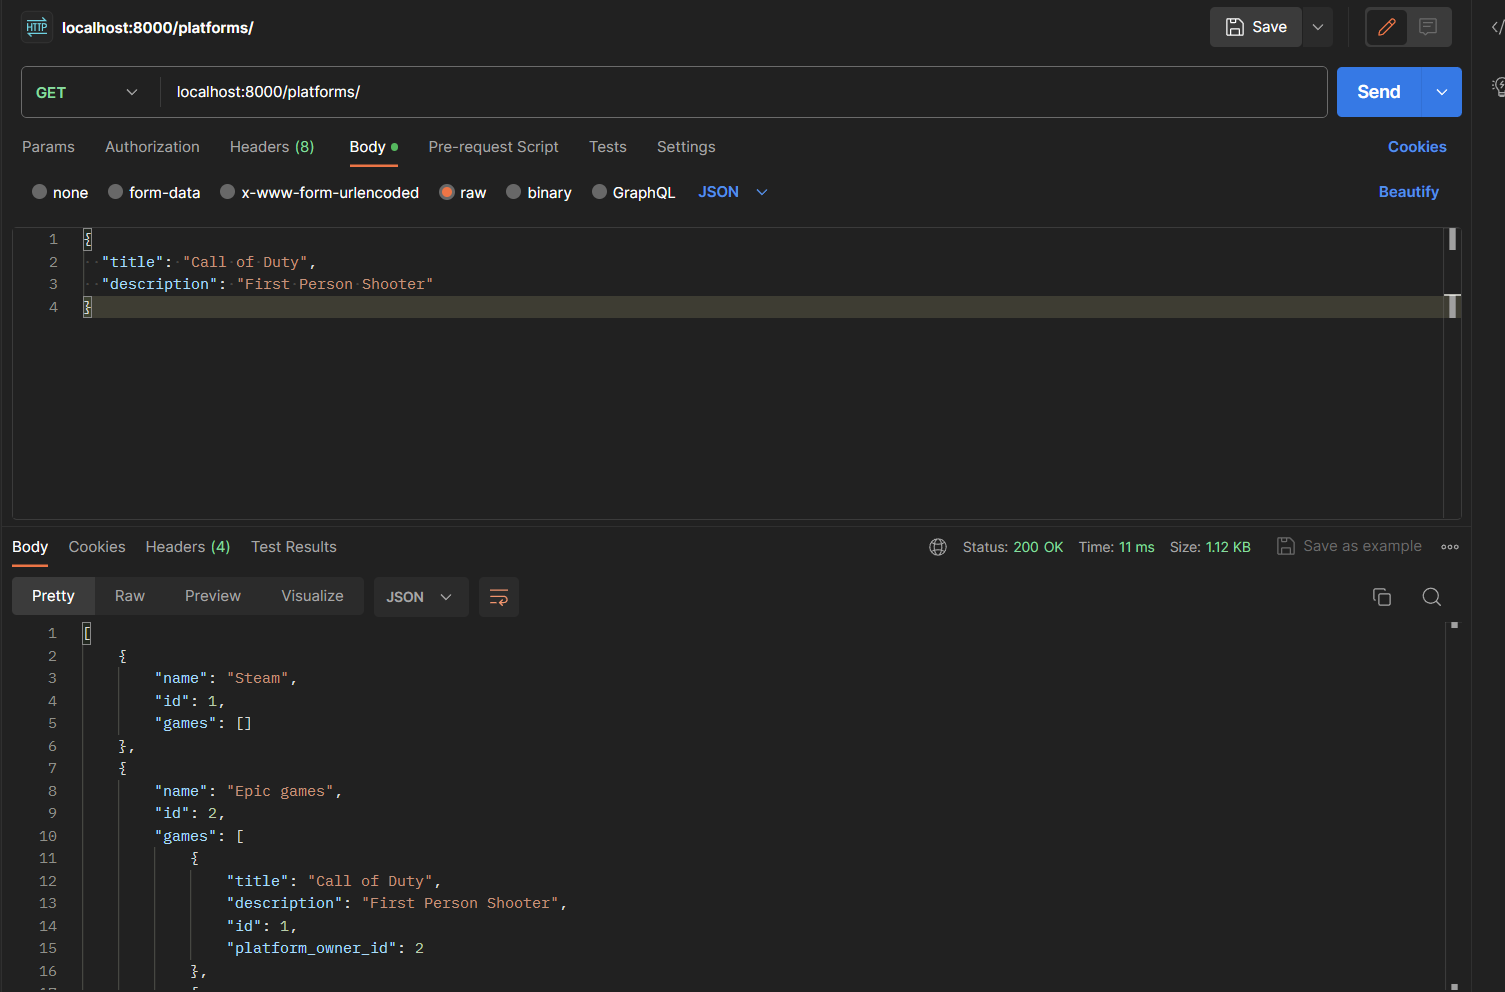 HTTP localhost:8000/platforms/ Save
GET localhost:8000/platforms/ Send
Params Authorization Headers (8) Body Pre-request Script Tests Settings Cookies
none form-data x-www-form-urlencoded raw binary GraphQL JSON Beautify
1 {
2 "title": "Call of Duty",
3 "description": "First Person Shooter"
4 }
Body Cookies Headers (4) Test Results Status: 200 OK Time: 11 ms Size: 1.12 KB Save as example
Pretty Raw Preview Visualize JSON
1 [
2 {
3 "name": "Steam",
4 "id": 1,
5 "games": []
6 },
7 {
8 "name": "Epic games",
9 "id": 2,
10 "games": [
11 {
12 "title": "Call of Duty",
13 "description": "First Person Shooter",
14 "id": 1,
15 "platform_owner_id": 2
16 },